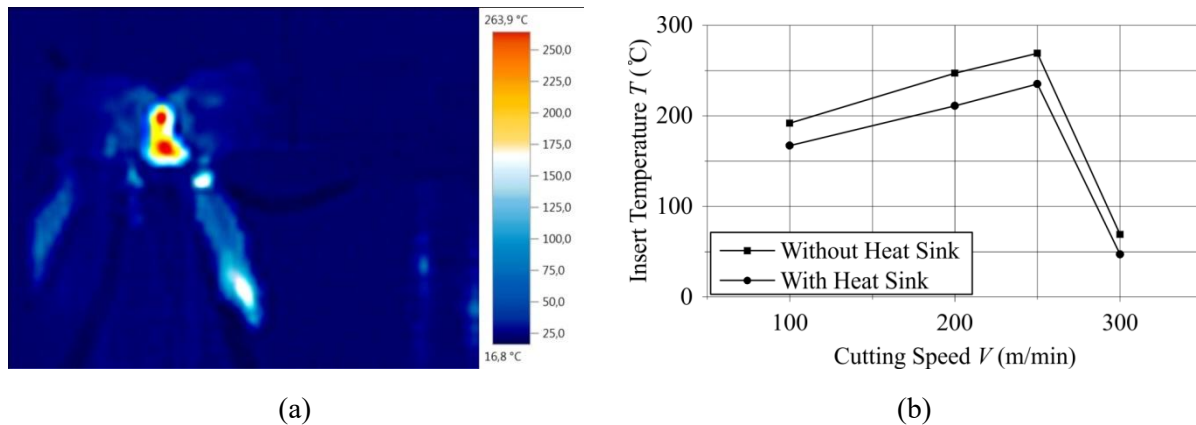 263,9 °C
250,0
225,0
200,0
175,0
150,0
125,0
100,0
75,0
50,0
25,0
16,8 °C
(a)
Insert Temperature T (℃)
300
200
100
0
Without Heat Sink
With Heat Sink
100 200 300
Cutting Speed V (m/min)
(b)